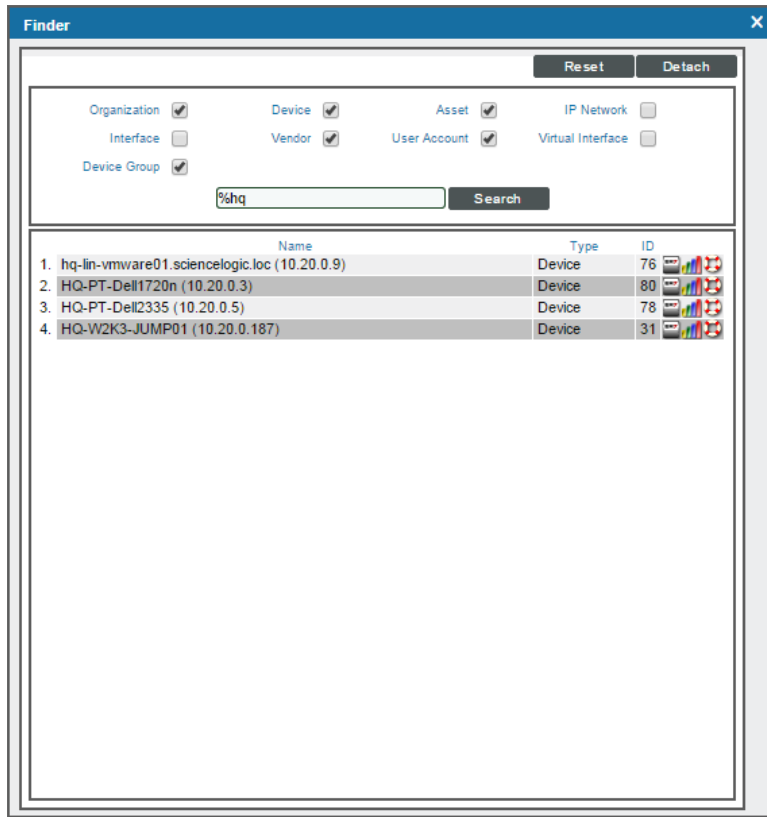 Finder X
Reset Detach
Organization Device Asset IP Network
Interface Vendor User Account Virtual Interface
Device Group
%hq Search
Name Type ID
1. hq-lin-vmware01.sciencelogic.loc (10.20.0.9) Device 76
2. HQ-PT-Dell1720n (10.20.0.3) Device 80
3. HQ-PT-Dell2335 (10.20.0.5) Device 78
4. HQ-W2K3-JUMP01 (10.20.0.187) Device 31